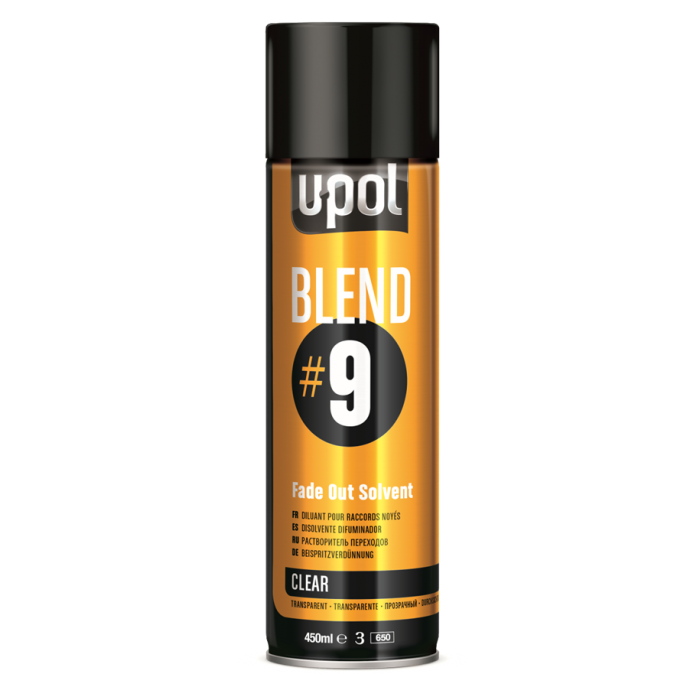 upol
BLEND
#9
Fade Out Solvent
FR DILUANT POUR RACCORDS NOYÉS
ES DISOLVENTE DIFUMINADOR
RU РАСТВОРИТЕЛЬ ПЕРЕХОДОВ
DE BEISPRITZVERDÜNNUNG
CLEAR
TRANSPARENT • TRANSPARENTE • ПРОЗРАЧНЫЙ •
450ml e 3 650